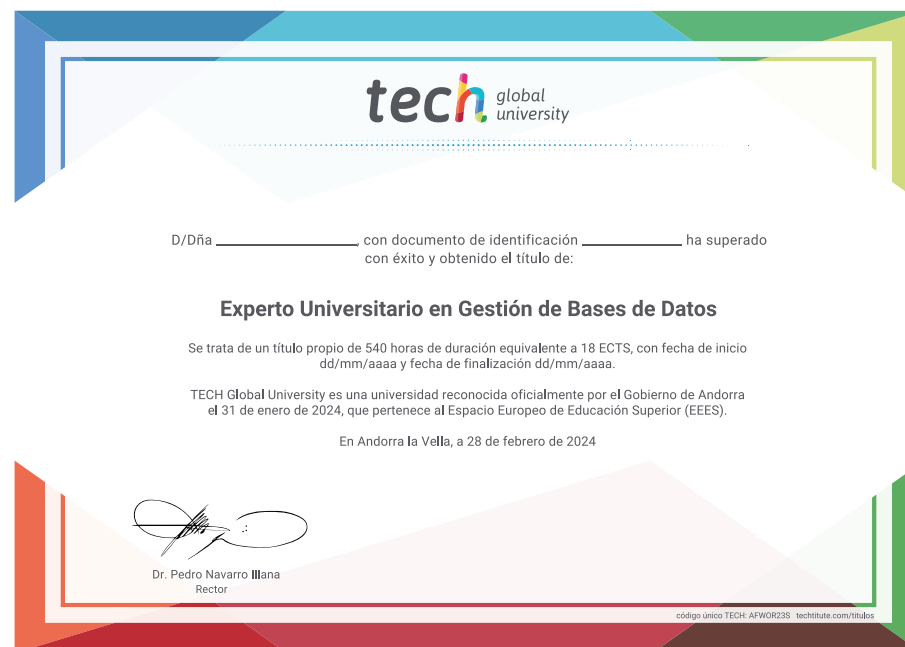 tech global university
D/Dña ________________, con documento de identificación ____________ ha superado
con éxito y obtenido el título de:
Experto Universitario en Gestión de Bases de Datos
Se trata de un título propio de 540 horas de duración equivalente a 18 ECTS, con fecha de inicio
dd/mm/aaaa y fecha de finalización dd/mm/aaaa.
TECH Global University es una universidad reconocida oficialmente por el Gobierno de Andorra
el 31 de enero de 2024, que pertenece al Espacio Europeo de Educación Superior (EEES).
En Andorra la Vella, a 28 de febrero de 2024
Dr. Pedro Navarro Illana
Rector
código único TECH: AFWOR23S techtitute.com/titulos